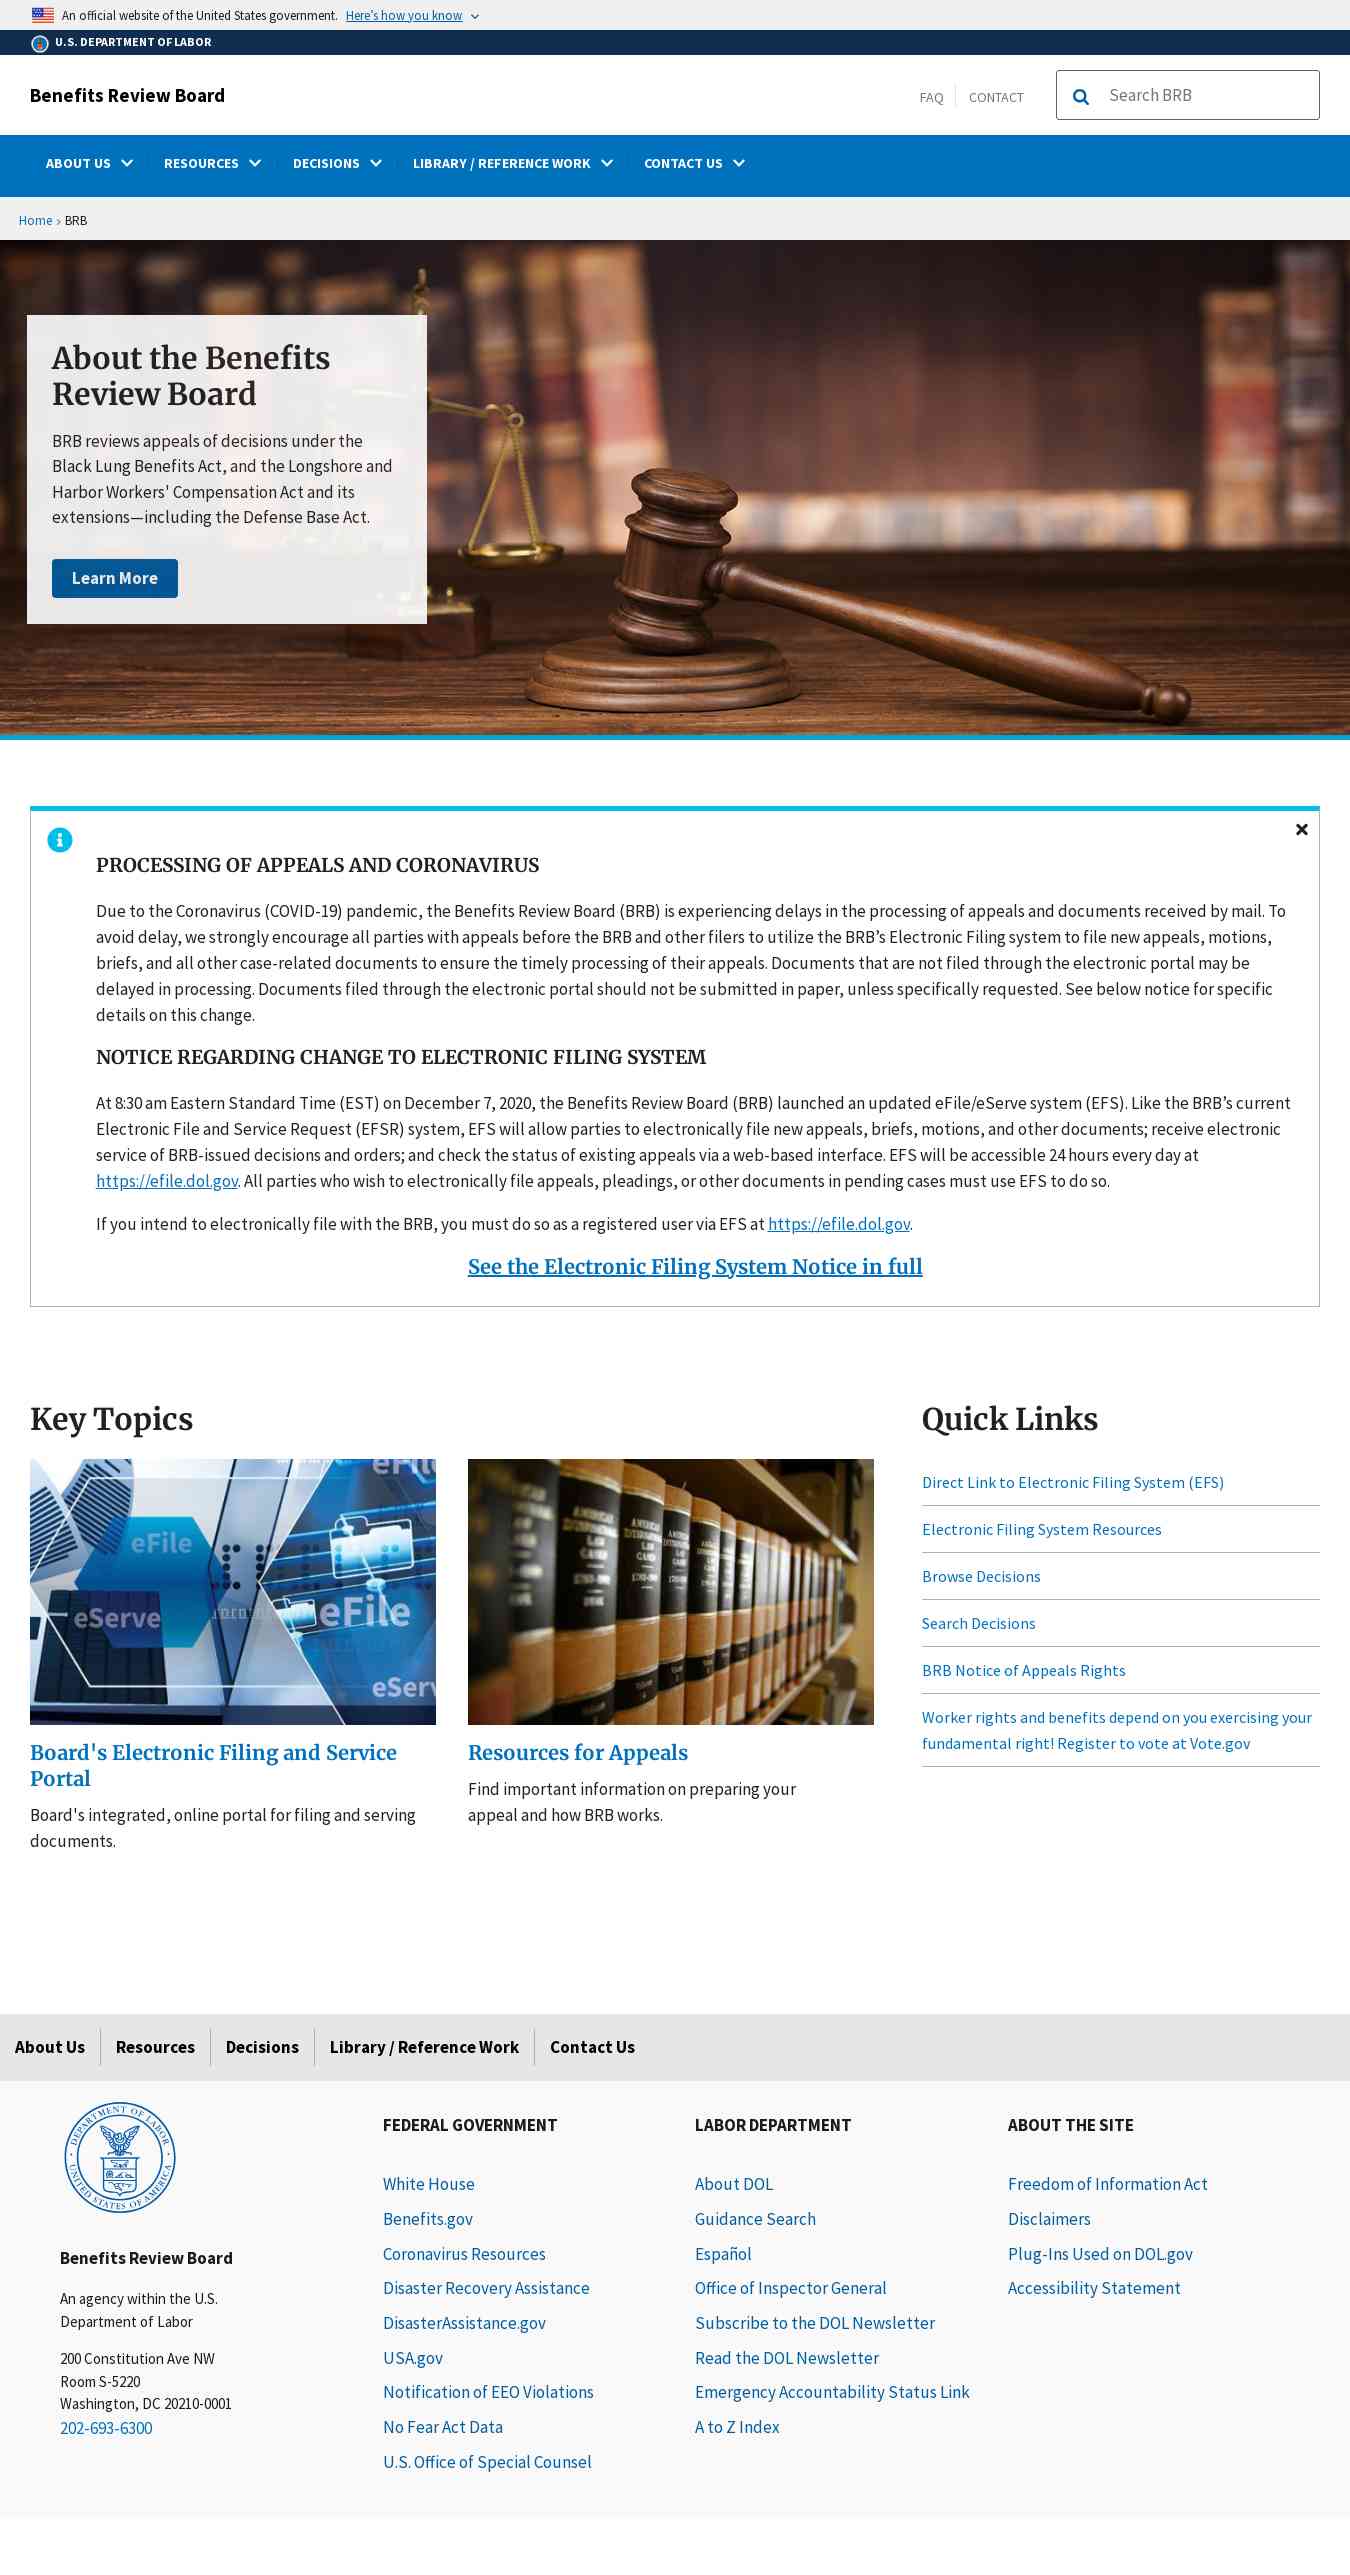 An official website of the United States government. Here's how you know
U.S. DEPARTMENT OF LABOR
Benefits Review Board
FAQ
CONTACT
Search BRB
ABOUT US
RESOURCES
DECISIONS
LIBRARY / REFERENCE WORK
CONTACT US
Home › BRB
About the Benefits
Review Board
BRB reviews appeals of decisions under the
Black Lung Benefits Act, and the Longshore and
Harbor Workers' Compensation Act and its
extensions—including the Defense Base Act.
Learn More
PROCESSING OF APPEALS AND CORONAVIRUS
Due to the Coronavirus (COVID-19) pandemic, the Benefits Review Board (BRB) is experiencing delays in the processing of appeals and documents received by mail. To
avoid delay, we strongly encourage all parties with appeals before the BRB and other filers to utilize the BRB’s Electronic Filing system to file new appeals, motions,
briefs, and all other case-related documents to ensure the timely processing of their appeals. Documents that are not filed through the electronic portal may be
delayed in processing. Documents filed through the electronic portal should not be submitted in paper, unless specifically requested. See below notice for specific
details on this change.
NOTICE REGARDING CHANGE TO ELECTRONIC FILING SYSTEM
At 8:30 am Eastern Standard Time (EST) on December 7, 2020, the Benefits Review Board (BRB) launched an updated eFile/eServe system (EFS). Like the BRB’s current
Electronic File and Service Request (EFSR) system, EFS will allow parties to electronically file new appeals, briefs, motions, and other documents; receive electronic
service of BRB-issued decisions and orders; and check the status of existing appeals via a web-based interface. EFS will be accessible 24 hours every day at
https://efile.dol.gov. All parties who wish to electronically file appeals, pleadings, or other documents in pending cases must use EFS to do so.
If you intend to electronically file with the BRB, you must do so as a registered user via EFS at https://efile.dol.gov.
See the Electronic Filing System Notice in full
Key Topics
eFile
eFile
eServe
eFile
eServ
AMERICAN
INTERNATIONAL
LAW
CASES
Board's Electronic Filing and Service
Portal
Board's integrated, online portal for filing and serving
documents.
Resources for Appeals
Find important information on preparing your
appeal and how BRB works.
Quick Links
Direct Link to Electronic Filing System (EFS)
Electronic Filing System Resources
Browse Decisions
Search Decisions
BRB Notice of Appeals Rights
Worker rights and benefits depend on you exercising your
fundamental right! Register to vote at Vote.gov
About Us
Resources
Decisions
Library / Reference Work
Contact Us
DEPARTMENT OF LABOR
UNITED STATES OF AMERICA
Benefits Review Board
An agency within the U.S.
Department of Labor
200 Constitution Ave NW
Room S-5220
Washington, DC 20210-0001
202-693-6300
FEDERAL GOVERNMENT
White House
Benefits.gov
Coronavirus Resources
Disaster Recovery Assistance
DisasterAssistance.gov
USA.gov
Notification of EEO Violations
No Fear Act Data
U.S. Office of Special Counsel
LABOR DEPARTMENT
About DOL
Guidance Search
Español
Office of Inspector General
Subscribe to the DOL Newsletter
Read the DOL Newsletter
Emergency Accountability Status Link
A to Z Index
ABOUT THE SITE
Freedom of Information Act
Disclaimers
Plug-Ins Used on DOL.gov
Accessibility Statement